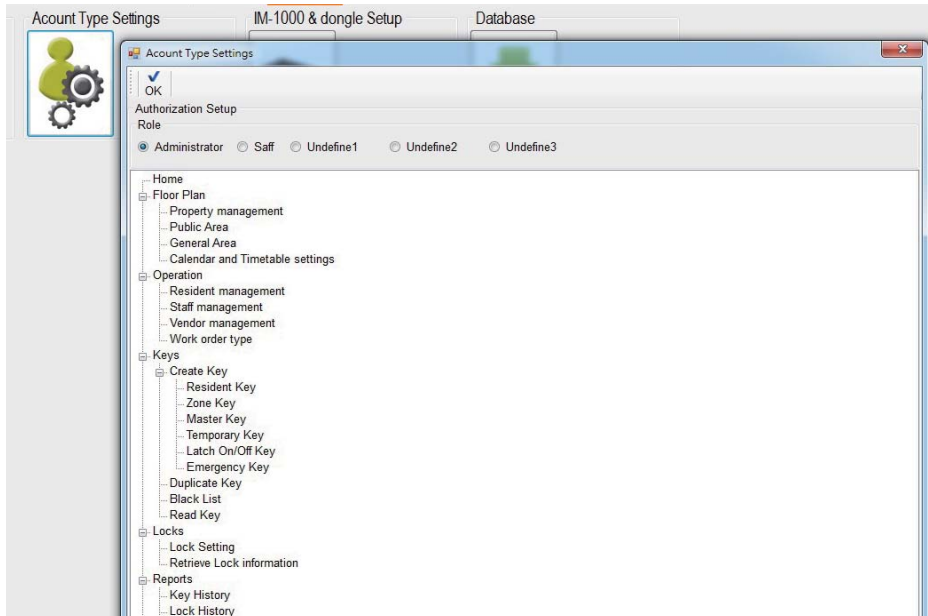 Acount Type Settings IM-1000 & dongle Setup Database
Acount Type Settings
OK
Authorization Setup
Role
Administrator Saff Undefine1 Undefine2 Undefine3
Home
Floor Plan
Property management
Public Area
General Area
Calendar and Timetable settings
Operation
Resident management
Staff management
Vendor management
Work order type
Keys
Create Key
Resident Key
Zone Key
Master Key
Temporary Key
Latch On/Off Key
Emergency Key
Duplicate Key
Black List
Read Key
Locks
Lock Setting
Retrieve Lock information
Reports
Key History
Lock History